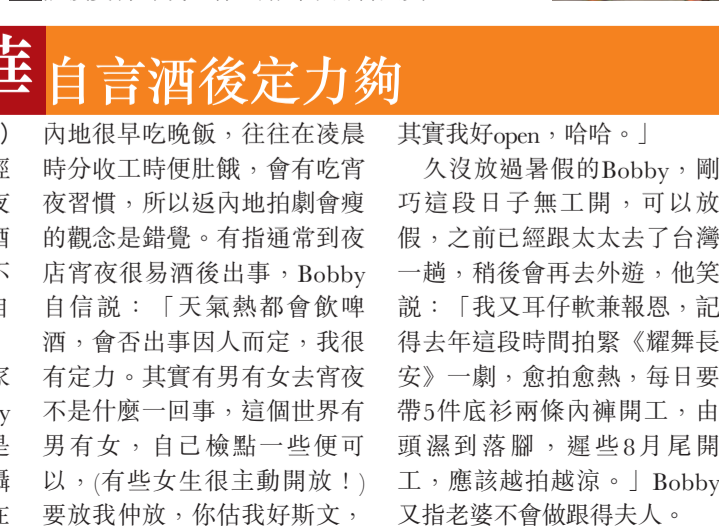 自言酒後定力夠
內地很早吃晚飯，往往在凌晨
時分收工時便肚餓，會有吃宵
夜習慣，所以返內地拍劇會瘦
的觀念是錯覺。有指通常到夜
店宵夜很易酒後出事，Bobby
自信說：「天氣熱都會飲啤
酒，會否出事因人而定，我很
有定力。其實有男有女去宵夜
不是什麼一回事，這個世界有
男有女，自己檢點一些便可
以，(有些女生很主動開放！)
要放我仲放，你估我好斯文，
其實我好open，哈哈。」
久沒放過暑假的Bobby，剛
巧這段日子無工開，可以放
假，之前已經跟太太去了台灣
一趟，稍後會再去外遊，他笑
說：「我又耳仔軟兼報恩，記
得去年這段時間拍緊《耀舞長
安》一劇，愈拍愈熱，每日要
帶5件底衫兩條內褲開工，由
頭濕到落腳，遲些8月尾開
工，應該越拍越涼。」Bobby
又指老婆不會做跟得夫人。